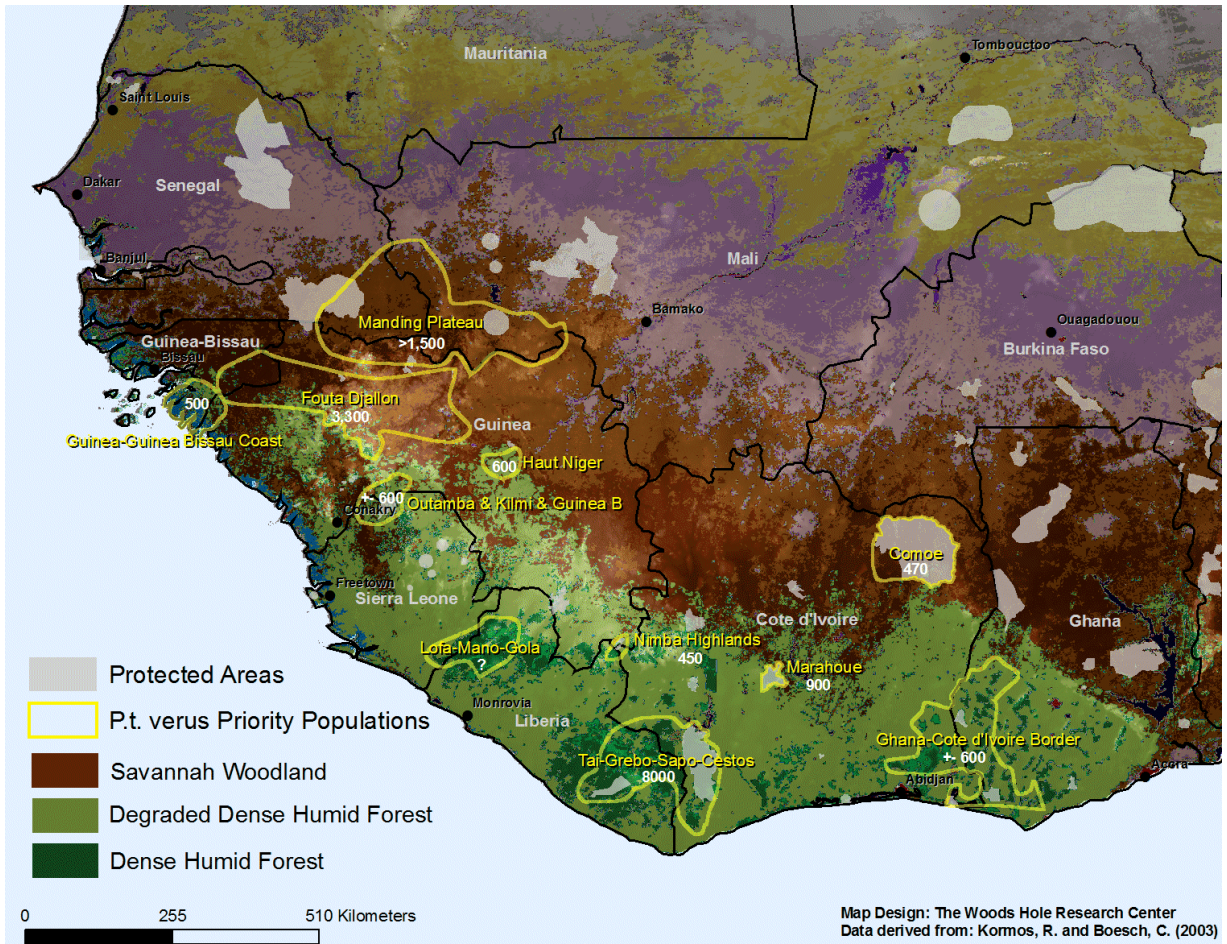 Mauritania
Tombouctoo
Saint Louis
Dakar
Senegal
Banjul
Mali
Bamako
Manding Plateau
>1,500
Ouagadouou
Burkina Faso
Guinea-Bissau
Bissau
500
Fouta Djallon
3,300
Guinea-Guinea Bissau Coast
Guinea
600
Haut Niger
+- 600
Outamba & Kilmi & Guinea B
Conakry
Comoe
470
Freetown
Sierra Leone
Cote d'Ivoire
Ghana
Lofa-Mano-Gola
?
Nimba Highlands
450
Marahoue
900
Monrovia
Liberia
Ghana-Cote d'Ivoire Border
+- 600
Tai-Grebo-Sapo-Cestos
8000
Abidjan
Accra
Protected Areas
P.t. verus Priority Populations
Savannah Woodland
Degraded Dense Humid Forest
Dense Humid Forest
0 255 510 Kilometers
Map Design: The Woods Hole Research Center
Data derived from: Kormos, R. and Boesch, C. (2003)